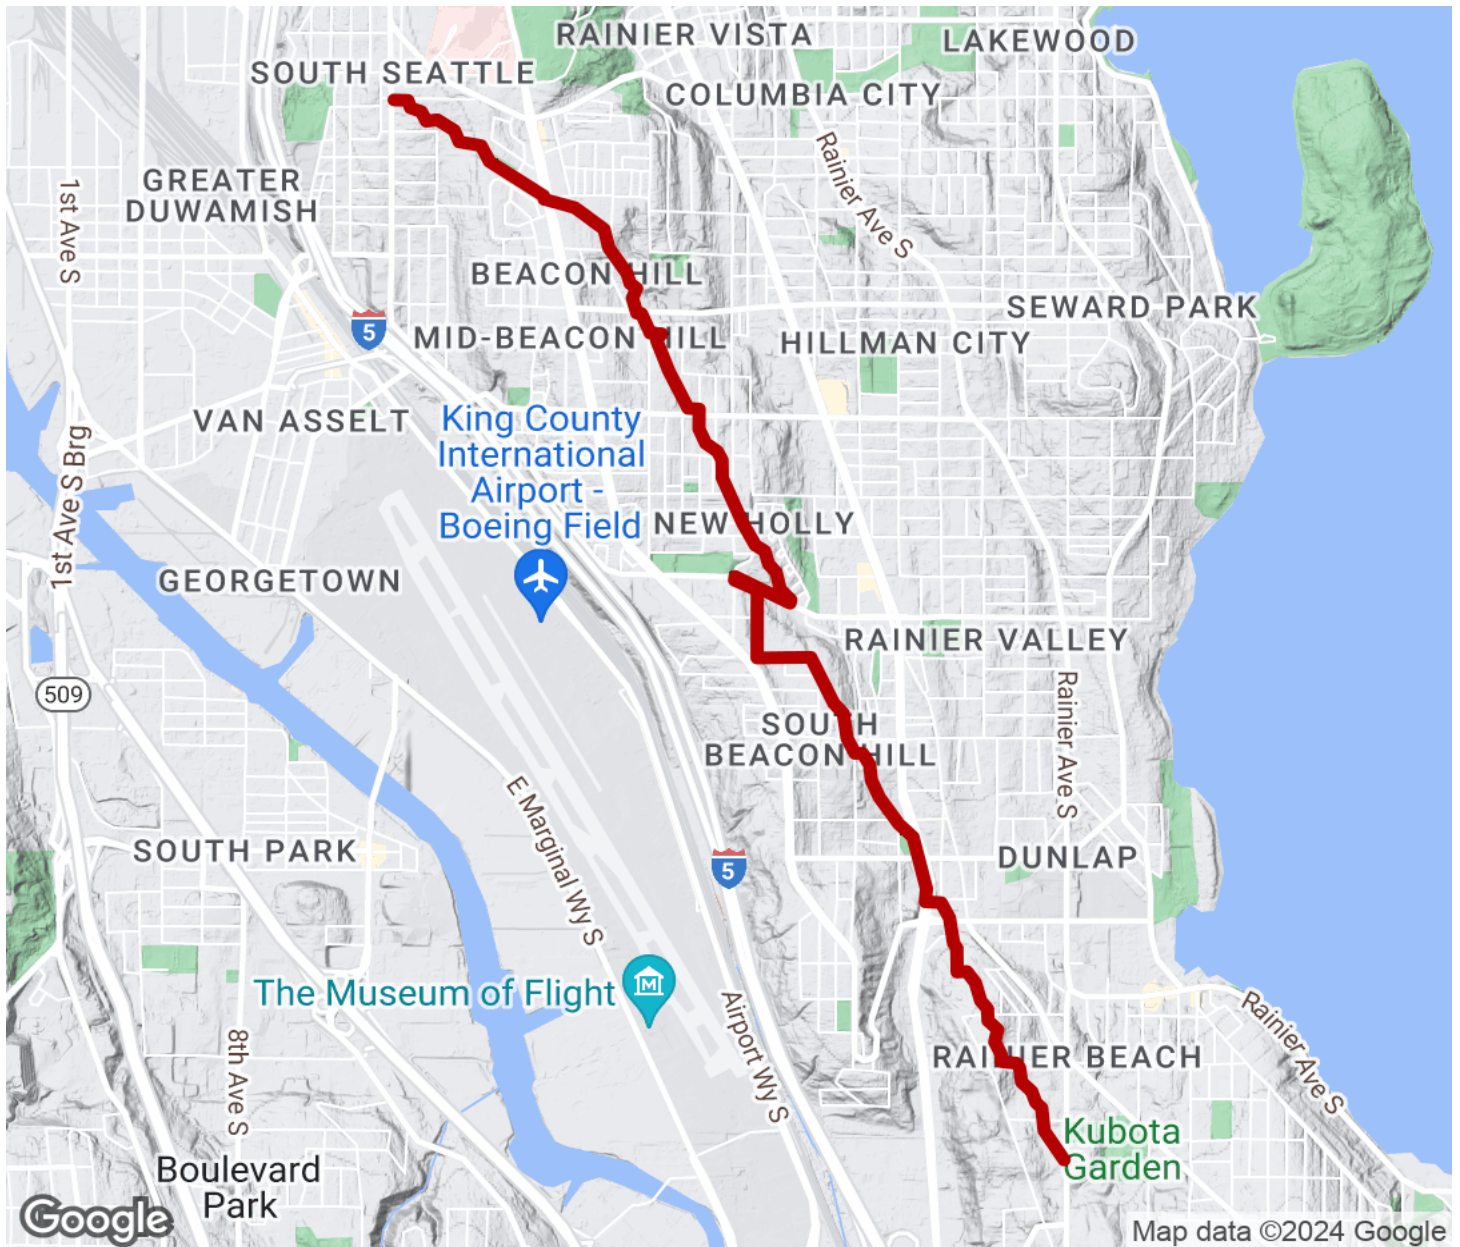 RAINIER VISTA
LAKEWOOD
SOUTH SEATTLE
COLUMBIA CITY
Rainier Ave S
GREATER
DUWAMISH
1st Ave S
BEACON HILL
SEWARD PARK
5
MID-BEACON HILL
HILLMAN CITY
VAN ASSELT
King County
International
Airport -
Boeing Field
1st Ave S Brg
NEW HOLLY
GEORGETOWN
RAINIER VALLEY
509
Rainier Ave S
SOUTH
BEACON HILL
E Marginal Wy S
SOUTH PARK
5
DUNLAP
The Museum of Flight
M
Airport Wy S
Rainier Ave S
8th Ave S
RAINIER BEACH
Kubota
Garden
Boulevard
Park
Google
Map data ©2024 Google